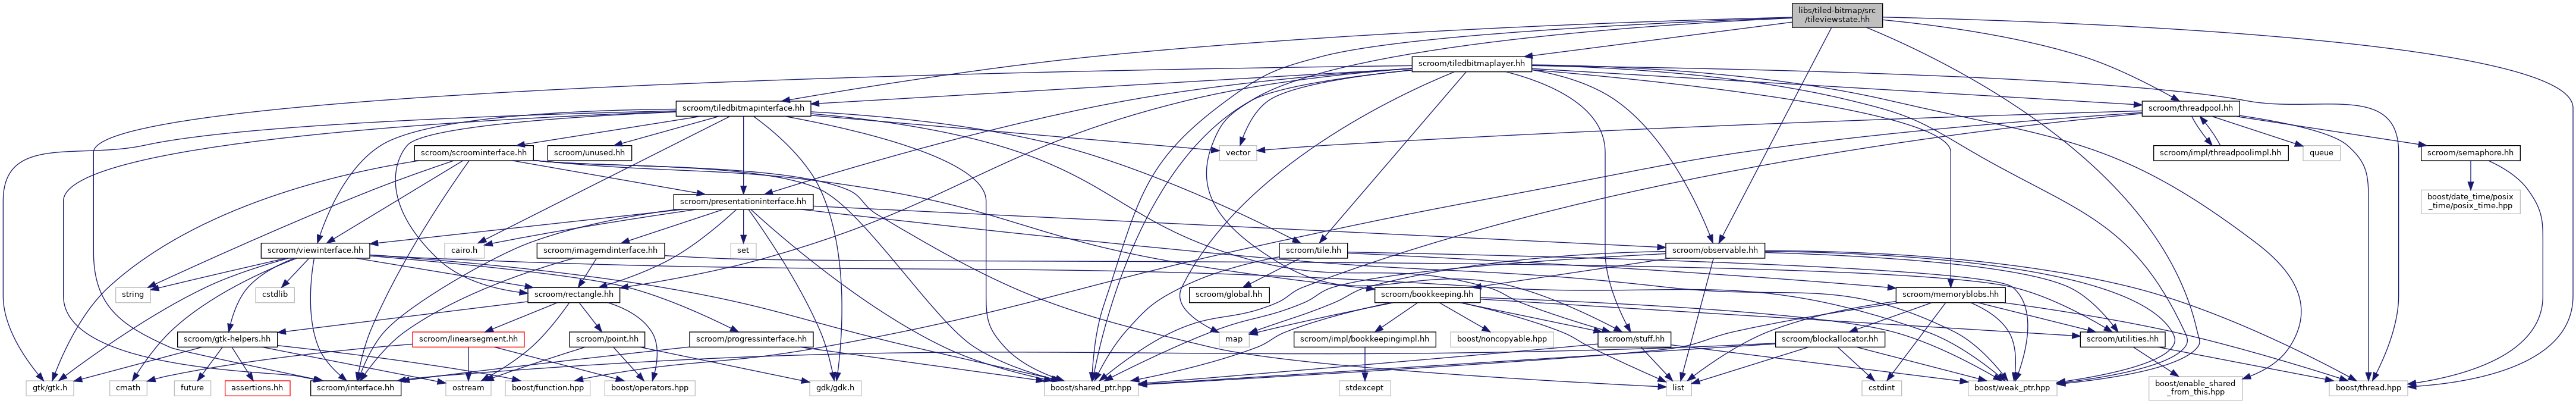 libs/tiled-bitmap/src
/tileviewstate.hh
scroom/tiledbitmaplayer.hh
scroom/tiledbitmapinterface.hh
scroom/threadpool.hh
scroom/scroominterface.hh
scroom/unused.hh
vector
scroom/impl/threadpoolimpl.hh
queue
scroom/semaphore.hh
scroom/presentationinterface.hh
boost/date_time/posix
_time/posix_time.hpp
scroom/viewinterface.hh
cairo.h
scroom/imagemdinterface.hh
set
scroom/tile.hh
scroom/observable.hh
string
cstdlib
scroom/rectangle.hh
scroom/global.hh
scroom/bookkeeping.hh
scroom/memoryblobs.hh
scroom/gtk-helpers.hh
scroom/linearsegment.hh
scroom/point.hh
scroom/progressinterface.hh
map
scroom/impl/bookkeepingimpl.hh
boost/noncopyable.hpp
scroom/stuff.hh
scroom/blockallocator.hh
scroom/utilities.hh
gtk/gtk.h
cmath
future
assertions.hh
scroom/interface.hh
ostream
boost/function.hpp
boost/operators.hpp
gdk/gdk.h
boost/shared_ptr.hpp
stdexcept
list
cstdint
boost/weak_ptr.hpp
boost/enable_shared
_from_this.hpp
boost/thread.hpp